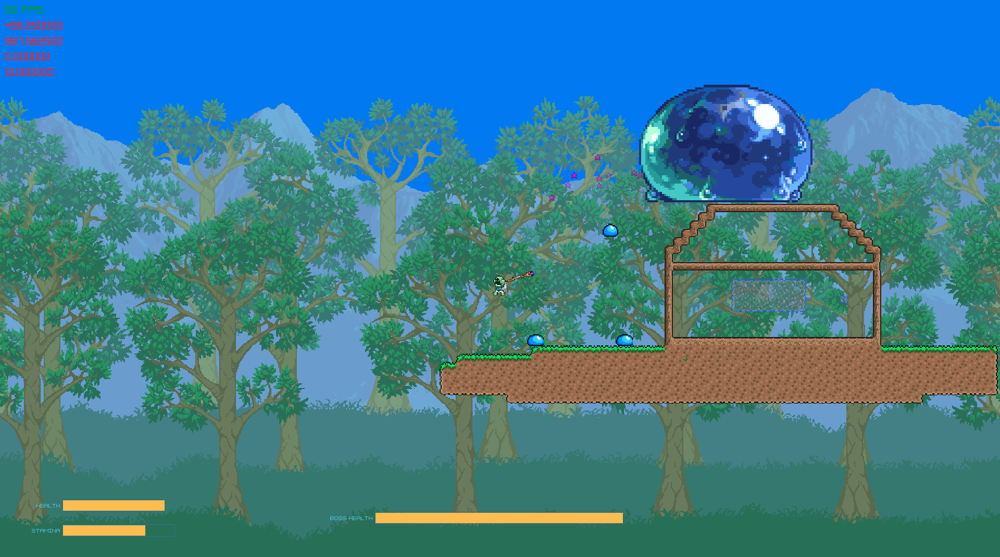 55 FPS
496.250000
987.562500
0.000000
10.000000
HEALTH
BOSS HEALTH
STAMINA